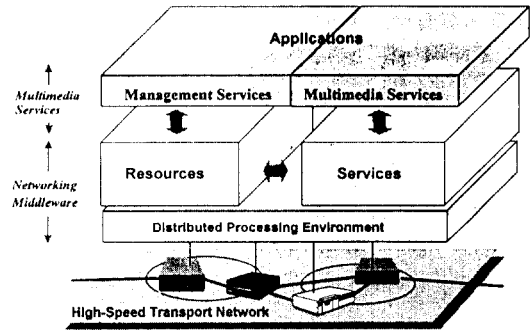 Applications
Management Services
Multimedia Services
Multimedia
Services
Resources
Services
Networking
Middleware
Distributed Processing Environment
High-Speed Transport Network